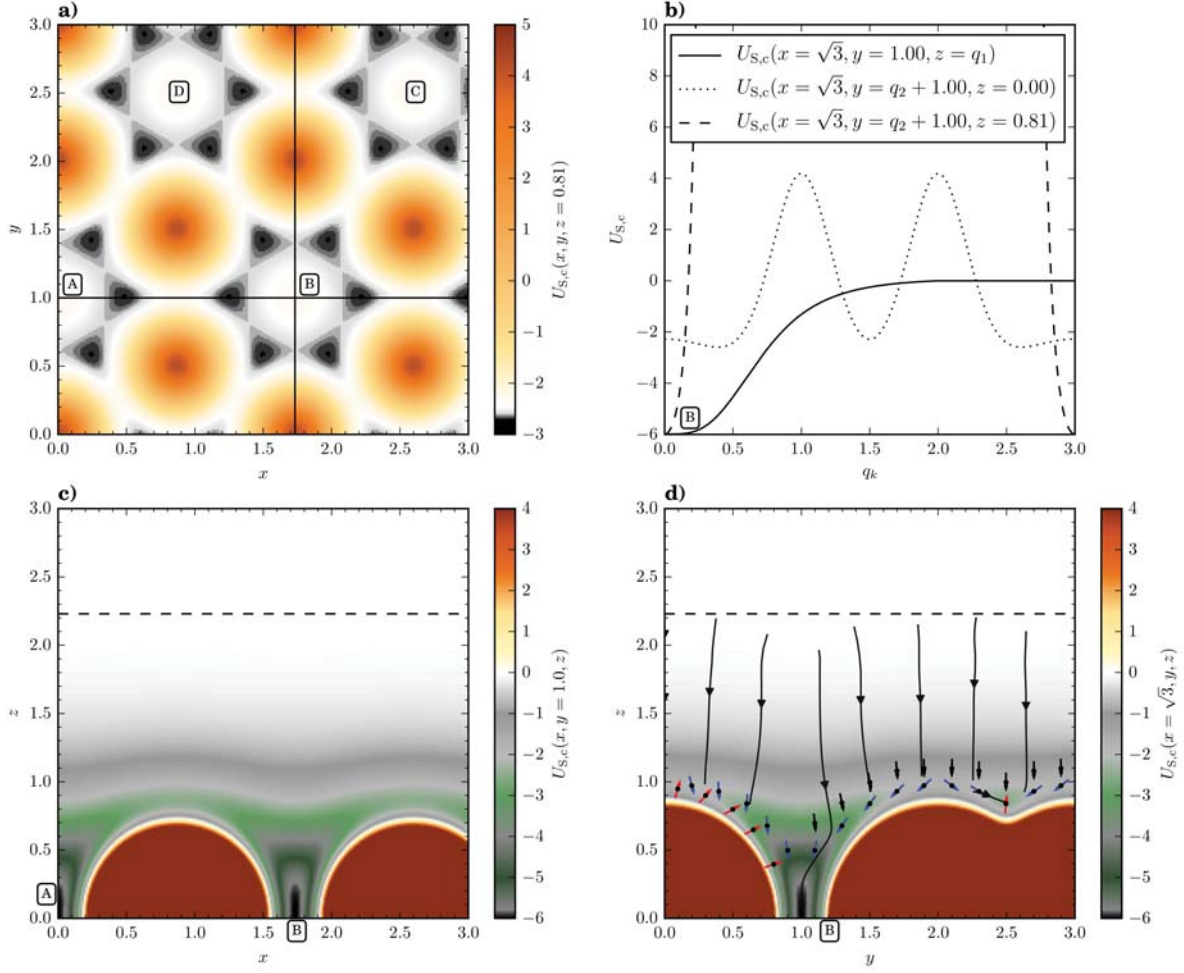 a)
3.0
2.5
2.0
1.5
1.0
0.5
0.0
y
D
C
A
B
0.0 0.5 1.0 1.5 2.0 2.5 3.0
x
5
4
3
2
1
0
−1
−2
−3
U_{S,c}(x, y, z = 0.81)
b)
10
8
6
4
2
0
−2
−4
−6
U_{S,c}
U_{S,c}(x = √3, y = 1.00, z = q_1)
U_{S,c}(x = √3, y = q_2 + 1.00, z = 0.00)
U_{S,c}(x = √3, y = q_2 + 1.00, z = 0.81)
B
0.0 0.5 1.0 1.5 2.0 2.5 3.0
q_k
c)
3.0
2.5
2.0
1.5
1.0
0.5
0.0
z
A
B
0.0 0.5 1.0 1.5 2.0 2.5 3.0
x
4
3
2
1
0
−1
−2
−3
−4
−5
−6
U_{S,c}(x, y = 1.0, z)
d)
3.0
2.5
2.0
1.5
1.0
0.5
0.0
z
B
0.0 0.5 1.0 1.5 2.0 2.5 3.0
y
4
3
2
1
0
−1
−2
−3
−4
−5
−6
U_{S,c}(x = √3, y, z)